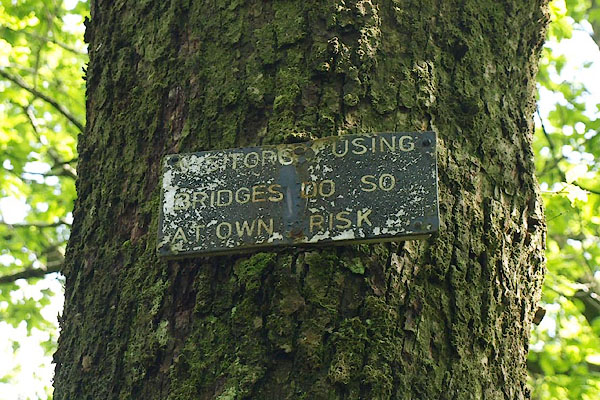 VISITORS USING
BRIDGES DO SO
AT OWN RISK